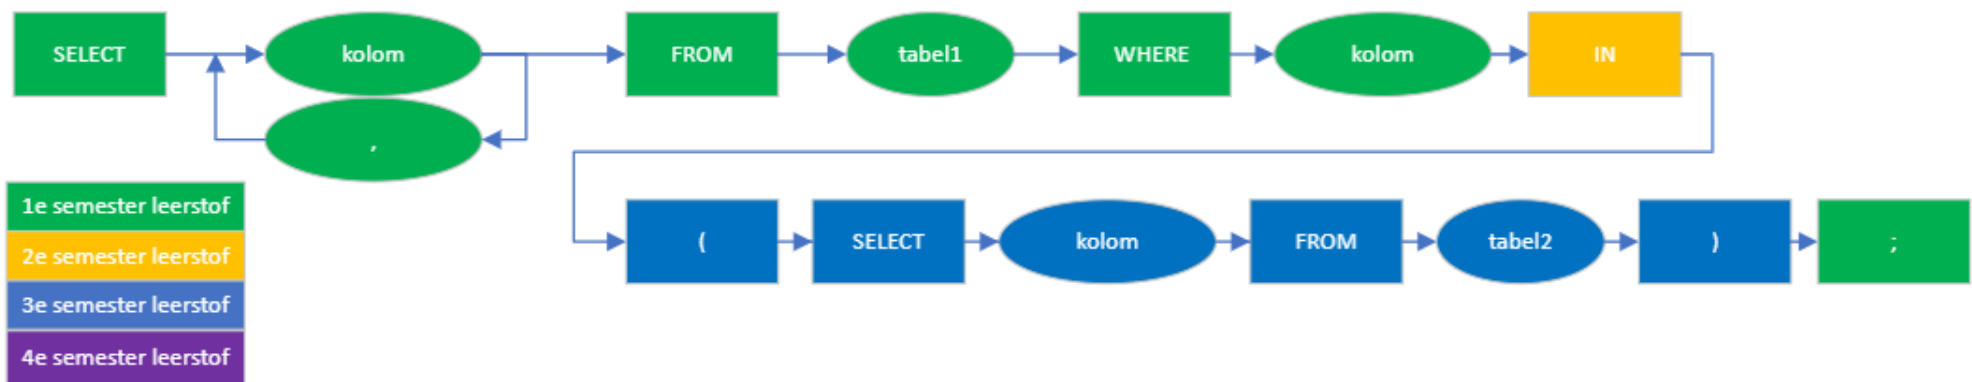 SELECT kolom FROM tabel1 WHERE kolom IN
,
( SELECT kolom FROM tabel2 ) ;
1e semester leerstof
2e semester leerstof
3e semester leerstof
4e semester leerstof